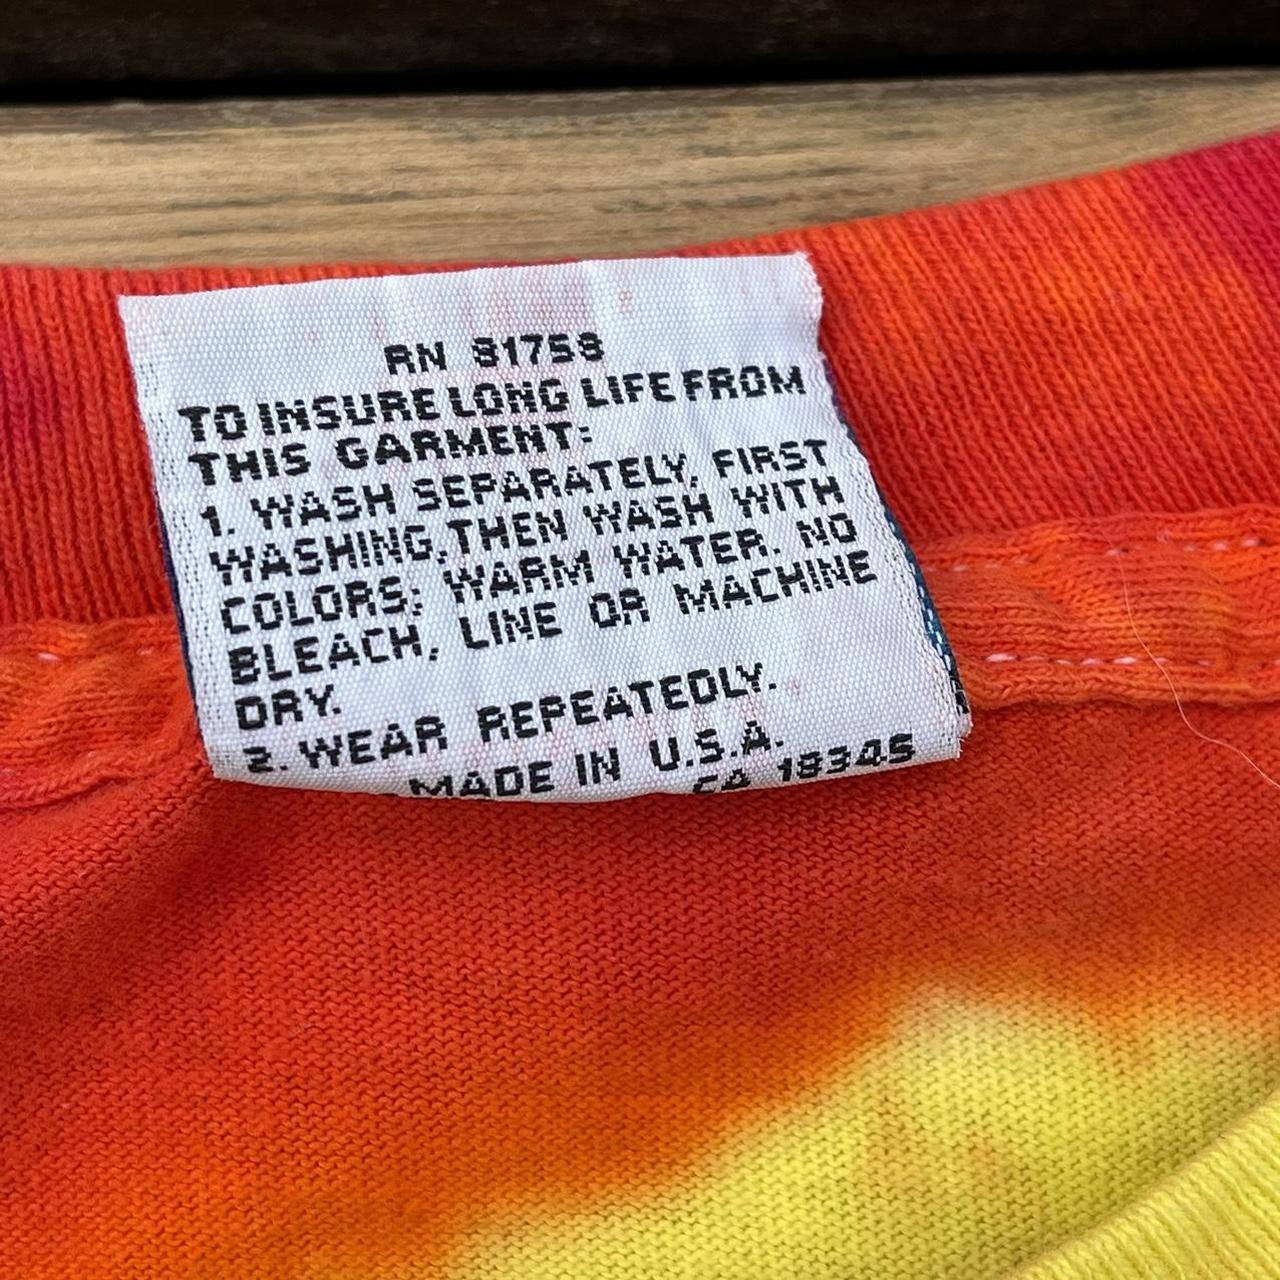 RN 81759
TO INSURE LONG LIFE FROM
THIS GARMENT:
1. WASH SEPARATELY, FIRST
WASHING, THEN WASH WITH
COLORS; WARM WATER. NO
BLEACH, LINE OR MACHINE
DRY.
2. WEAR REPEATEDLY.
MADE IN U.S.A.
CA 18345